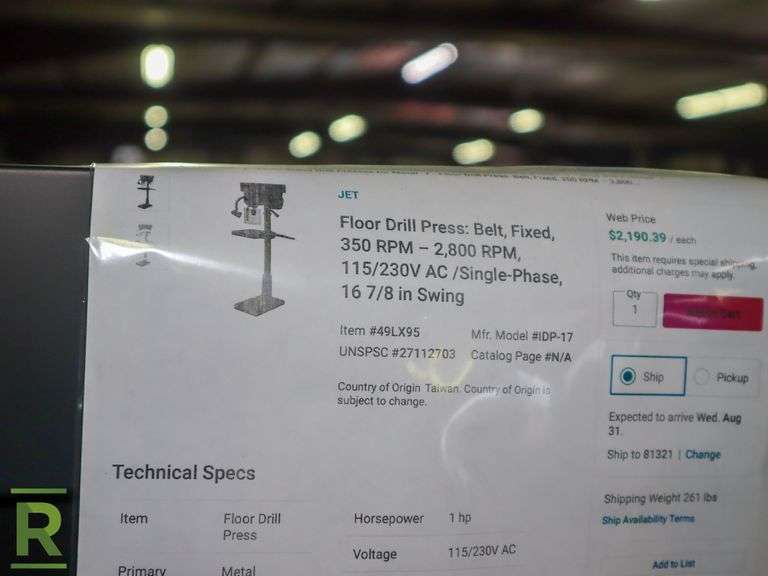 JET
Floor Drill Press: Belt, Fixed,
350 RPM – 2,800 RPM,
115/230V AC /Single-Phase,
16 7/8 in Swing
Item #49LX95 Mfr. Model #IDP-17
UNSPSC #27112703 Catalog Page #N/A
Country of Origin Taiwan. Country of Origin is
subject to change.
Web Price
$2,190.39 / each
This item requires special shipping,
additional charges may apply.
Qty
1
Ship Pickup
Expected to arrive Wed. Aug
31.
Ship to 81321 | Change
Shipping Weight 261 lbs
Ship Availability Terms
Add to List
Technical Specs
Item Floor Drill
Press
Horsepower 1 hp
Voltage 115/230V AC
Primary Metal
R